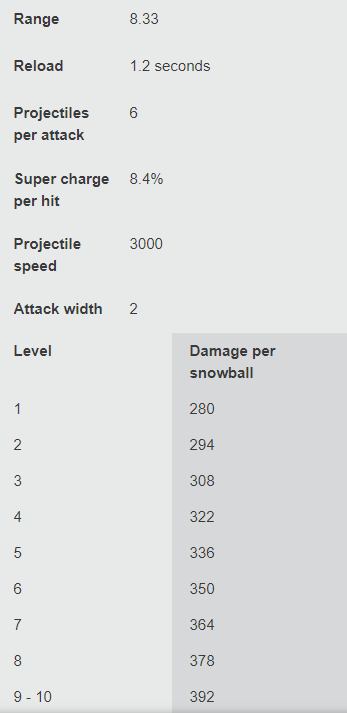 Range 8.33
Reload 1.2 seconds
Projectiles 6
per attack
Super charge 8.4%
per hit
Projectile 3000
speed
Attack width 2
Level Damage per
snowball
1 280
2 294
3 308
4 322
5 336
6 350
7 364
8 378
9 - 10 392